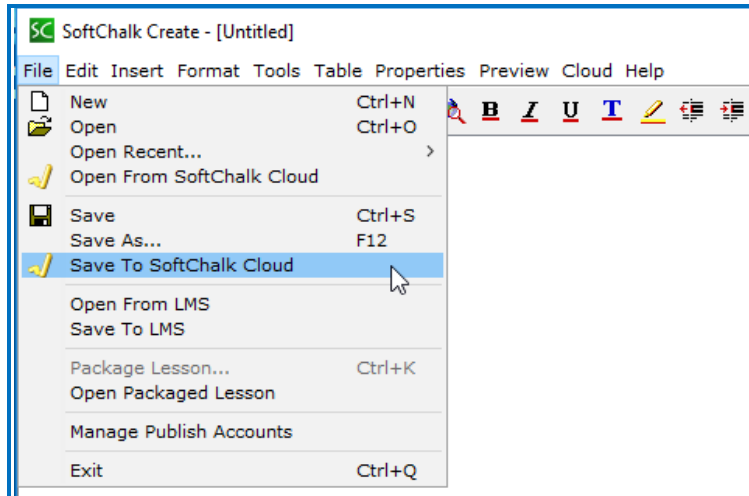 SC SoftChalk Create - [Untitled]
File Edit Insert Format Tools Table Properties Preview Cloud Help
New Ctrl+N
Open Ctrl+O
Open Recent... >
Open From SoftChalk Cloud
Save Ctrl+S
Save As... F12
Save To SoftChalk Cloud
Open From LMS
Save To LMS
Package Lesson... Ctrl+K
Open Packaged Lesson
Manage Publish Accounts
Exit Ctrl+Q
B I U T